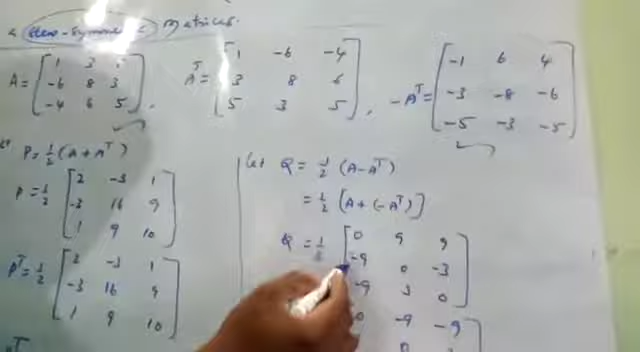 a skew-symmetric matrices.
A = [ 1 3 5
-6 8 3
-4 6 5 ] ,
Aᵀ = [ 1 -6 -4
3 8 6
5 3 5 ] ,
-Aᵀ = [ -1 6 4
-3 -8 -6
-5 -3 -5 ]
P = 1/2 (A + Aᵀ)
P = 1/2 [ 2 -3 1
-3 16 9
1 9 10 ]
Pᵀ = 1/2 [ 2 -3 1
-3 16 9
1 9 10 ]
let Q = 1/2 (A - Aᵀ)
= 1/2 [A + (-Aᵀ)]
Q = 1/2 [ 0 9 9
-9 0 -3
-9 3 0 ]
0 -9 -9